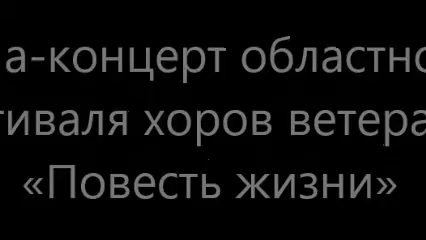 а-концерт областно
тиваля хоров ветера
«Повесть жизни»